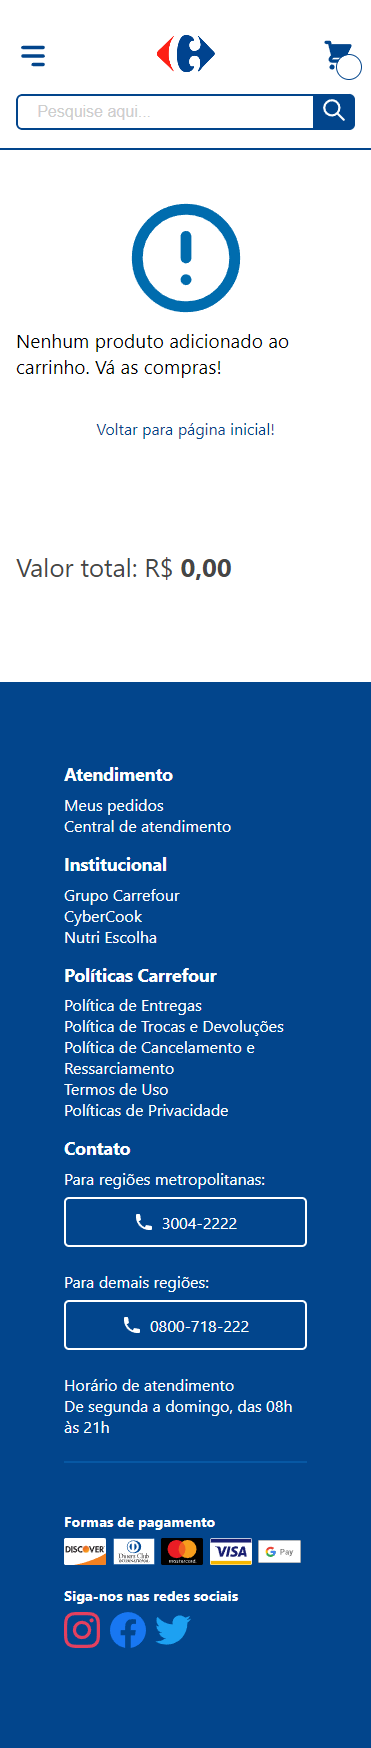 Pesquise aqui...
Nenhum produto adicionado ao
carrinho. Vá as compras!
Voltar para página inicial!
Valor total: R$ 0,00
Atendimento
Meus pedidos
Central de atendimento
Institucional
Grupo Carrefour
CyberCook
Nutri Escolha
Políticas Carrefour
Política de Entregas
Política de Trocas e Devoluções
Política de Cancelamento e
Ressarciamento
Termos de Uso
Políticas de Privacidade
Contato
Para regiões metropolitanas:
3004-2222
Para demais regiões:
0800-718-222
Horário de atendimento
De segunda a domingo, das 08h
às 21h
Formas de pagamento
DISCOVER Diners Club INTERNATIONAL mastercard VISA G Pay
Siga-nos nas redes sociais